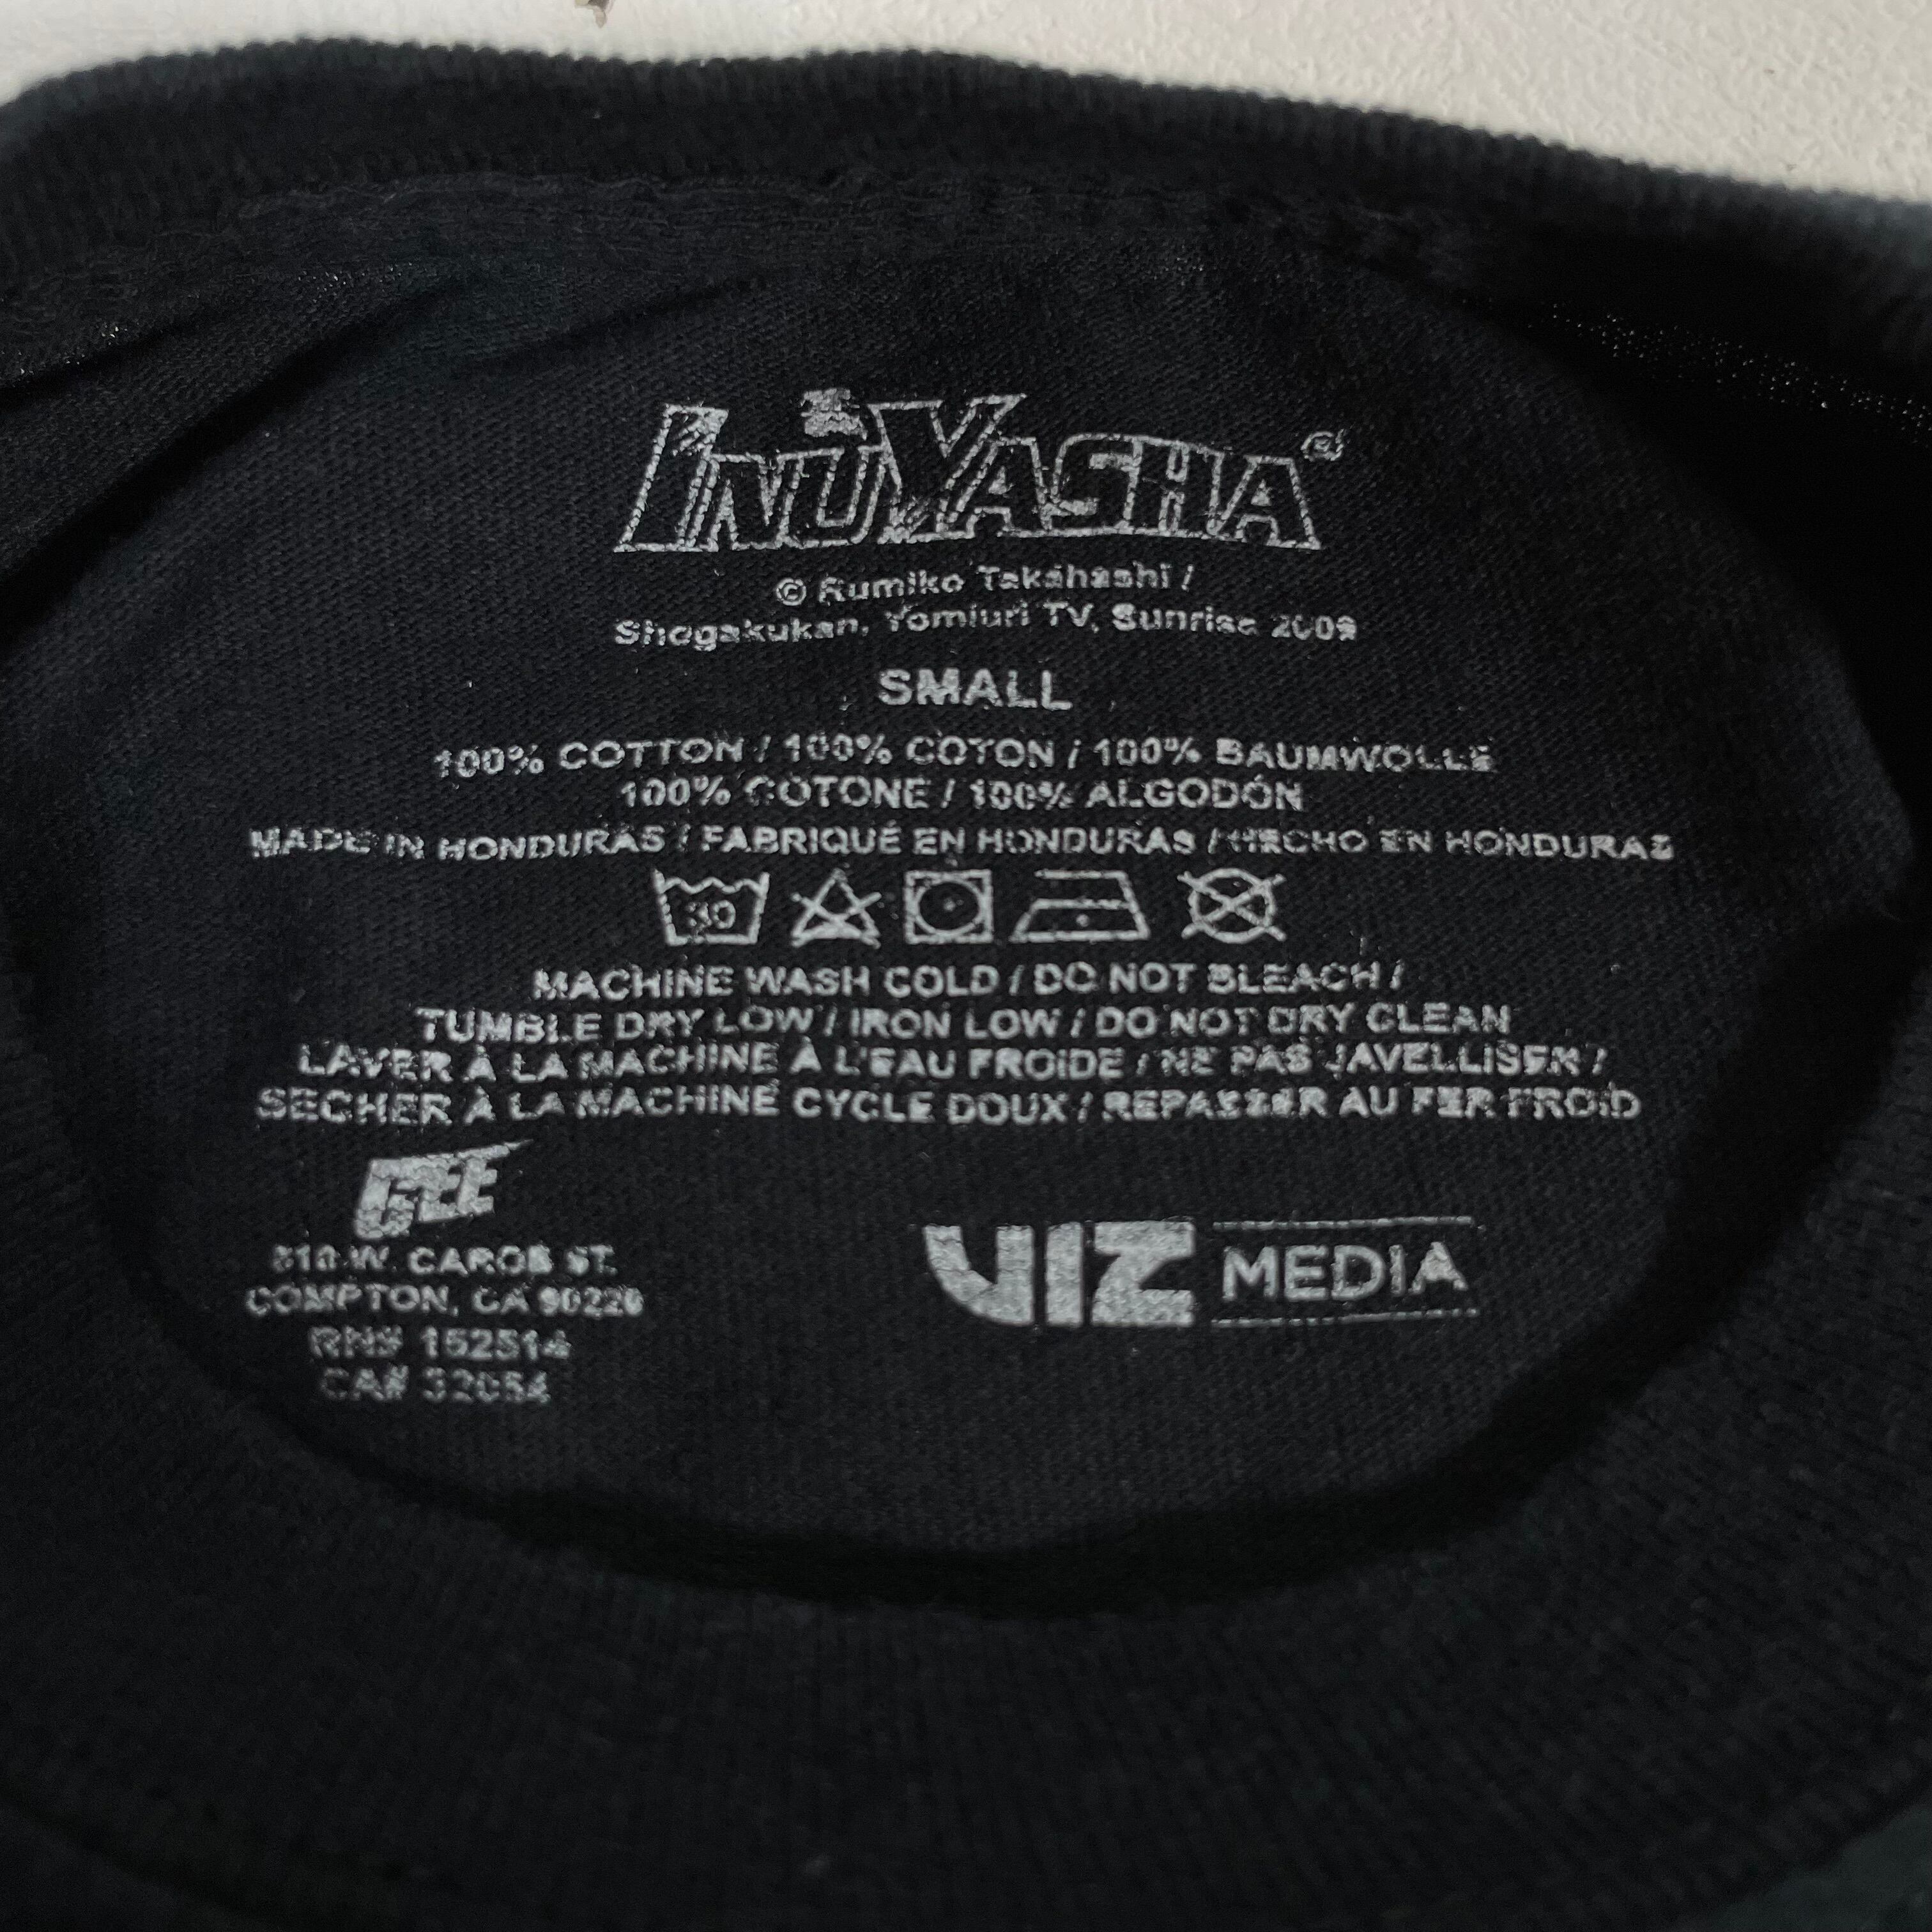 INUYASHA
© Rumiko Takahashi /
Shogakukan, Yomiuri TV, Sunrise 2009
SMALL
100% COTTON / 100% COTON / 100% BAUMWOLLE
100% COTONE / 100% ALGODÓN
MADE IN HONDURAS / FABRIQUÉ EN HONDURAS / HECHO EN HONDURAS
30
MACHINE WASH COLD / DO NOT BLEACH /
TUMBLE DRY LOW / IRON LOW / DO NOT DRY CLEAN
LAVER À LA MACHINE À L'EAU FROIDE / NE PAS JAVELLISER /
SECHER A LA MACHINE CYCLE DOUX / REPASSER AU FER FROID
GEE
W. CAROB ST.
COMPTON, CA 90220
RN# 152514
CA#
VIZ MEDIA